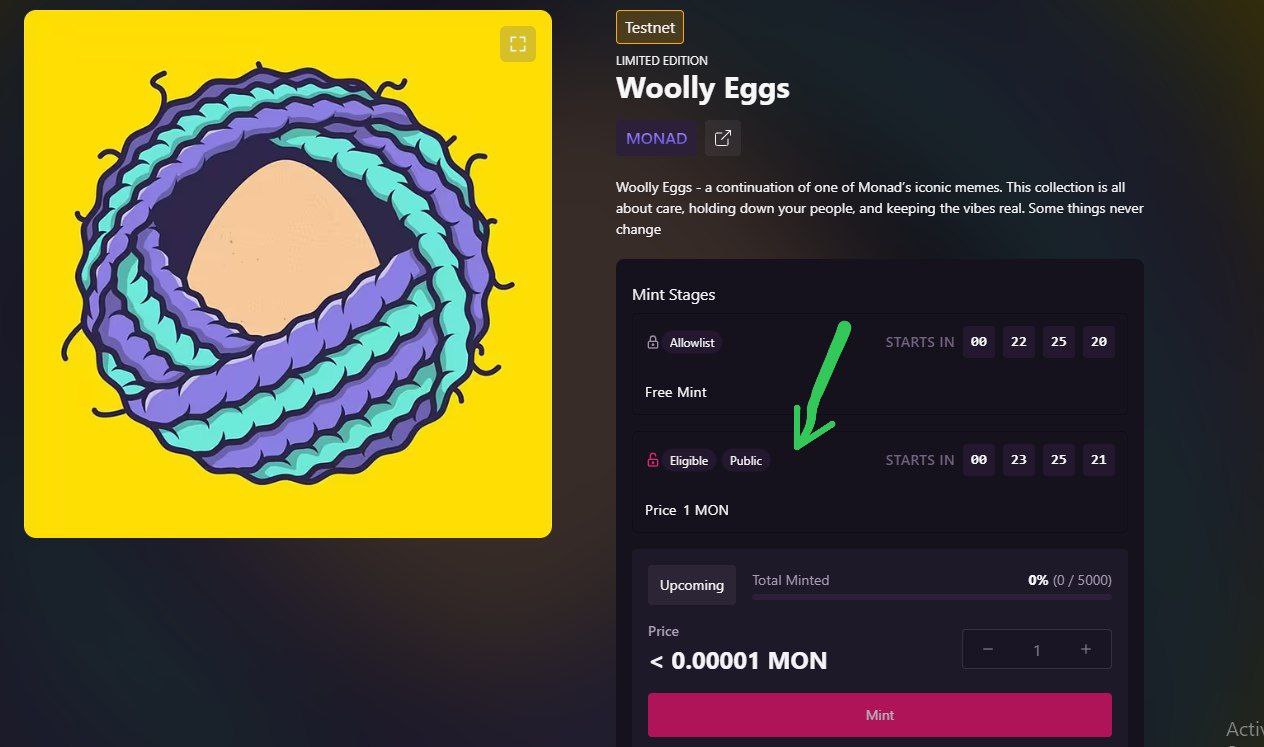 Testnet
LIMITED EDITION
Woolly Eggs
MONAD
Woolly Eggs - a continuation of one of Monad’s iconic memes. This collection is all
about care, holding down your people, and keeping the vibes real. Some things never
change
Mint Stages
Allowlist STARTS IN 00 22 25 20
Free Mint
Eligible Public STARTS IN 00 23 25 21
Price 1 MON
Upcoming Total Minted 0% (0 / 5000)
Price
< 0.00001 MON − 1 +
Mint